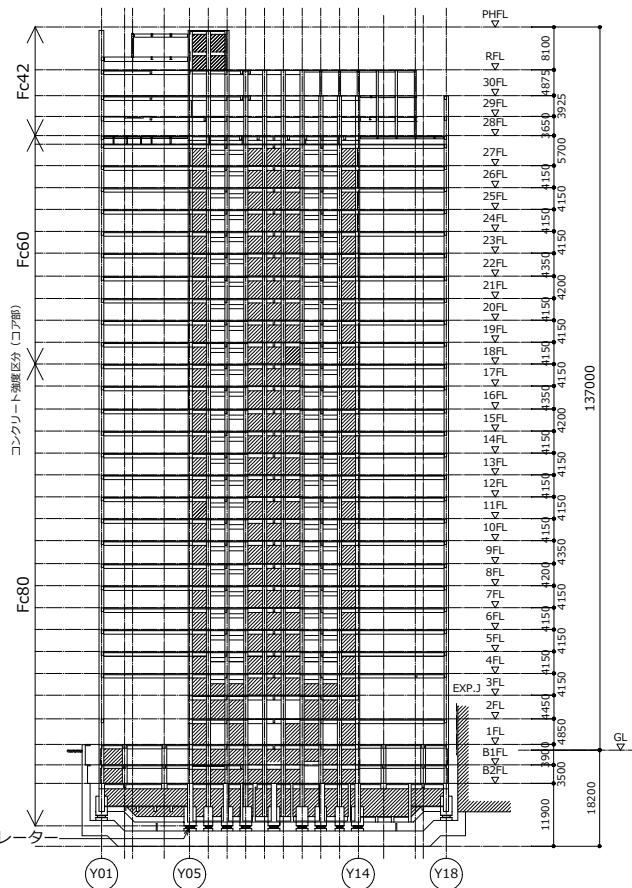 PHFL
8100
RFL
4875
30FL
3925
29FL
3650
28FL
5700
27FL
4150
26FL
4150
25FL
4150
24FL
4150
23FL
4350
22FL
4200
21FL
4150
20FL
4150
19FL
4150
18FL
4150
17FL
4350
16FL
4200
15FL
4150
14FL
4150
13FL
4150
12FL
4150
11FL
4150
10FL
4350
9FL
4200
8FL
4150
7FL
4150
6FL
4150
5FL
4150
4FL
4150
3FL
4450
2FL
4850
1FL
3900
B1FL
3500
B2FL
11900
137000
18200
GL
EXP.J
Fc42
Fc60
Fc80
コンクリート強度区分（コア部）
レーター
Y01
Y05
Y14
Y18